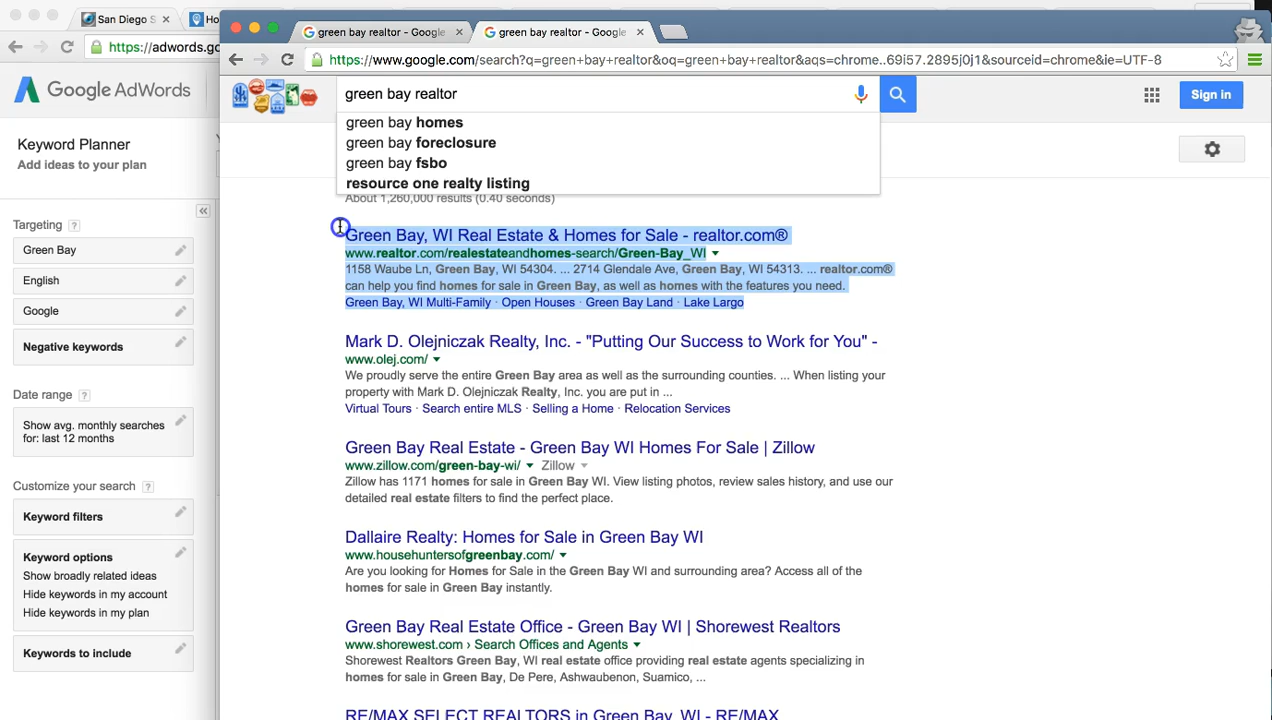 San Diego S
Ho
https://adwords.go
Google AdWords
Keyword Planner
Add ideas to your plan
Targeting ?
Green Bay
English
Google
Negative keywords
Date range ?
Show avg. monthly searches
for: last 12 months
Customize your search ?
Keyword filters
Keyword options
Show broadly related ideas
Hide keywords in my account
Hide keywords in my plan
Keywords to include
green bay realtor - Google
green bay realtor - Google
https://www.google.com/search?q=green+bay+realtor&oq=green+bay+realtor&aqs=chrome..69i57.2895j0j1&sourceid=chrome&ie=UTF-8
green bay realtor
Sign in
green bay homes
green bay foreclosure
green bay fsbo
resource one realty listing
About 1,260,000 results (0.40 seconds)
Green Bay, WI Real Estate & Homes for Sale - realtor.com®
www.realtor.com/realestateandhomes-search/Green-Bay_WI
1158 Waube Ln, Green Bay, WI 54304. ... 2714 Glendale Ave, Green Bay, WI 54313. ... realtor.com®
can help you find homes for sale in Green Bay, as well as homes with the features you need.
Green Bay, WI Multi-Family · Open Houses · Green Bay Land · Lake Largo
Mark D. Olejniczak Realty, Inc. - "Putting Our Success to Work for You" -
www.olej.com/
We proudly serve the entire Green Bay area as well as the surrounding counties. ... When listing your
property with Mark D. Olejniczak Realty, Inc. you are put in ...
Virtual Tours · Search entire MLS · Selling a Home · Relocation Services
Green Bay Real Estate - Green Bay WI Homes For Sale | Zillow
www.zillow.com/green-bay-wi/ Zillow
Zillow has 1171 homes for sale in Green Bay WI. View listing photos, review sales history, and use our
detailed real estate filters to find the perfect place.
Dallaire Realty: Homes for Sale in Green Bay WI
www.househuntersofgreenbay.com/
Are you looking for Homes for Sale in the Green Bay WI and surrounding area? Access all of the
homes for sale in Green Bay instantly.
Green Bay Real Estate Office - Green Bay WI | Shorewest Realtors
www.shorewest.com › Search Offices and Agents
Shorewest Realtors Green Bay, WI real estate office providing real estate agents specializing in
homes for sale in Green Bay, De Pere, Ashwaubenon, Suamico, ...
RE/MAX SELECT REALTORS in Green Bay, WI - RE/MAX